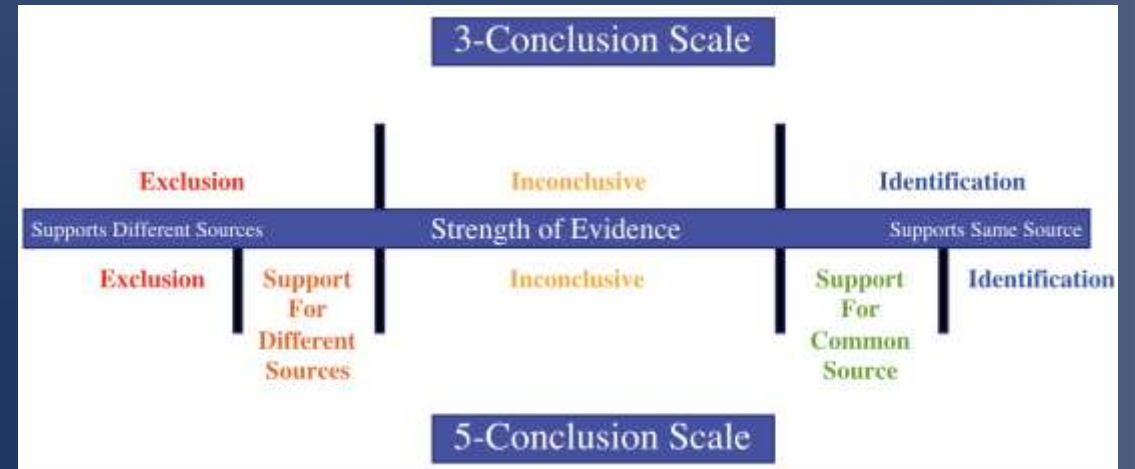 3-Conclusion Scale
Exclusion
Inconclusive
Identification
Supports Different Sources
Strength of Evidence
Supports Same Source
Exclusion
Support
For
Different
Sources
Inconclusive
Support
For
Common
Source
Identification
5-Conclusion Scale